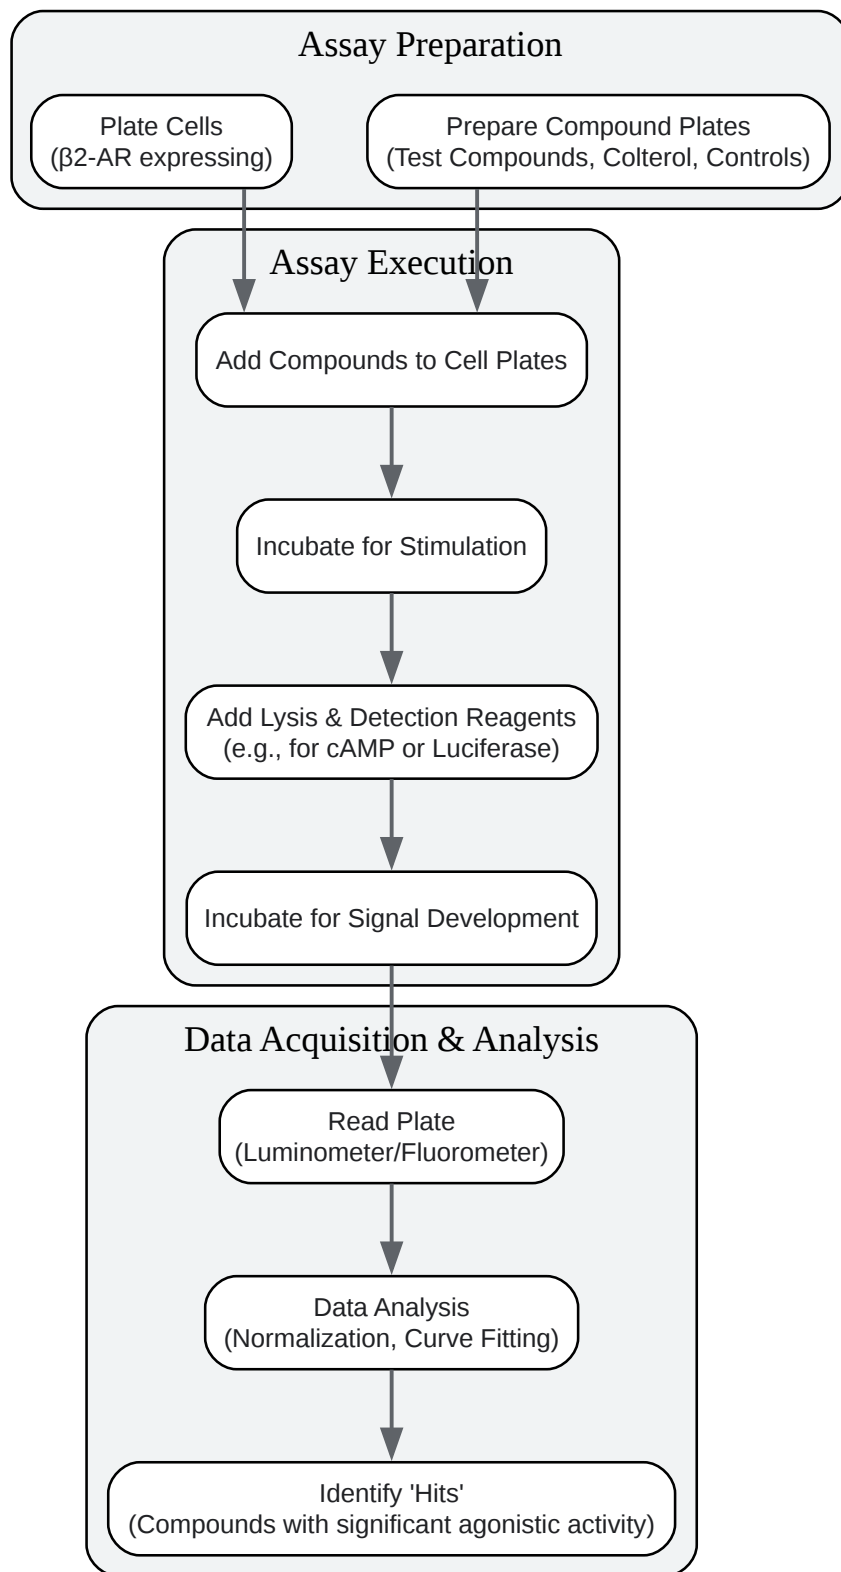 Assay Preparation
Plate Cells
(β2-AR expressing)
Prepare Compound Plates
(Test Compounds, Colterol, Controls)
Assay Execution
Add Compounds to Cell Plates
Incubate for Stimulation
Add Lysis & Detection Reagents
(e.g., for cAMP or Luciferase)
Incubate for Signal Development
Data Acquisition & Analysis
Read Plate
(Luminometer/Fluorometer)
Data Analysis
(Normalization, Curve Fitting)
Identify 'Hits'
(Compounds with significant agonistic activity)